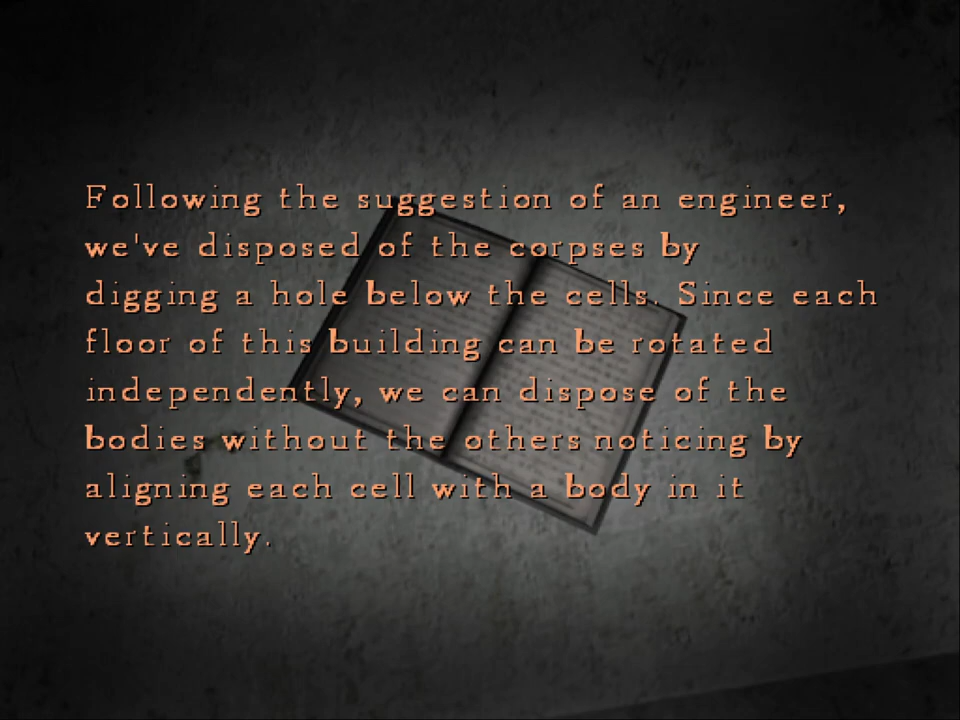 Following the suggestion of an engineer,
we've disposed of the corpses by
digging a hole below the cells. Since each
floor of this building can be rotated
independently, we can dispose of the
bodies without the others noticing by
aligning each cell with a body in it
vertically.